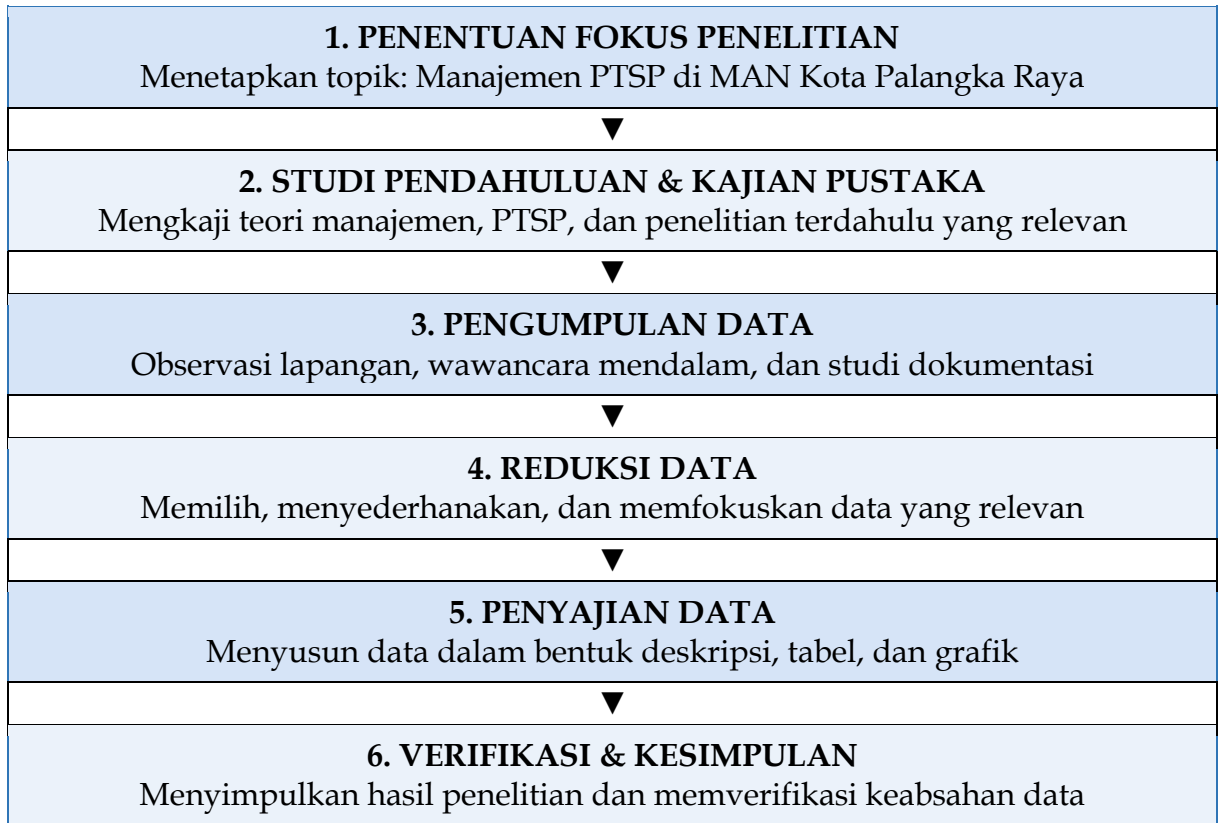 1. PENENTUAN FOKUS PENELITIAN
Menetapkan topik: Manajemen PTSP di MAN Kota Palangka Raya
▼
2. STUDI PENDAHULUAN & KAJIAN PUSTAKA
Mengkaji teori manajemen, PTSP, dan penelitian terdahulu yang relevan
▼
3. PENGUMPULAN DATA
Observasi lapangan, wawancara mendalam, dan studi dokumentasi
▼
4. REDUKSI DATA
Memilih, menyederhanakan, dan memfokuskan data yang relevan
▼
5. PENYAJIAN DATA
Menyusun data dalam bentuk deskripsi, tabel, dan grafik
▼
6. VERIFIKASI & KESIMPULAN
Menyimpulkan hasil penelitian dan memverifikasi keabsahan data